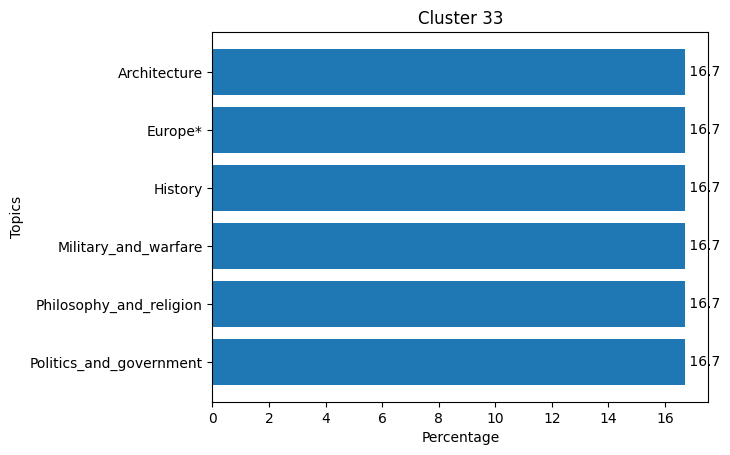 Cluster 33
Architecture 16.7
Europe* 16.7
History 16.7
Military_and_warfare 16.7
Philosophy_and_religion 16.7
Politics_and_government 16.7
Topics
0 2 4 6 8 10 12 14 16
Percentage